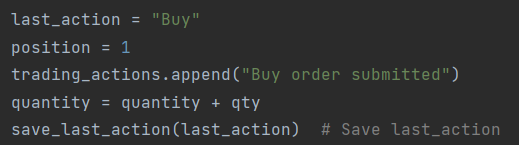 last_action = "Buy"
position = 1
trading_actions.append("Buy order submitted")
quantity = quantity + qty
save_last_action(last_action)  # Save last_action